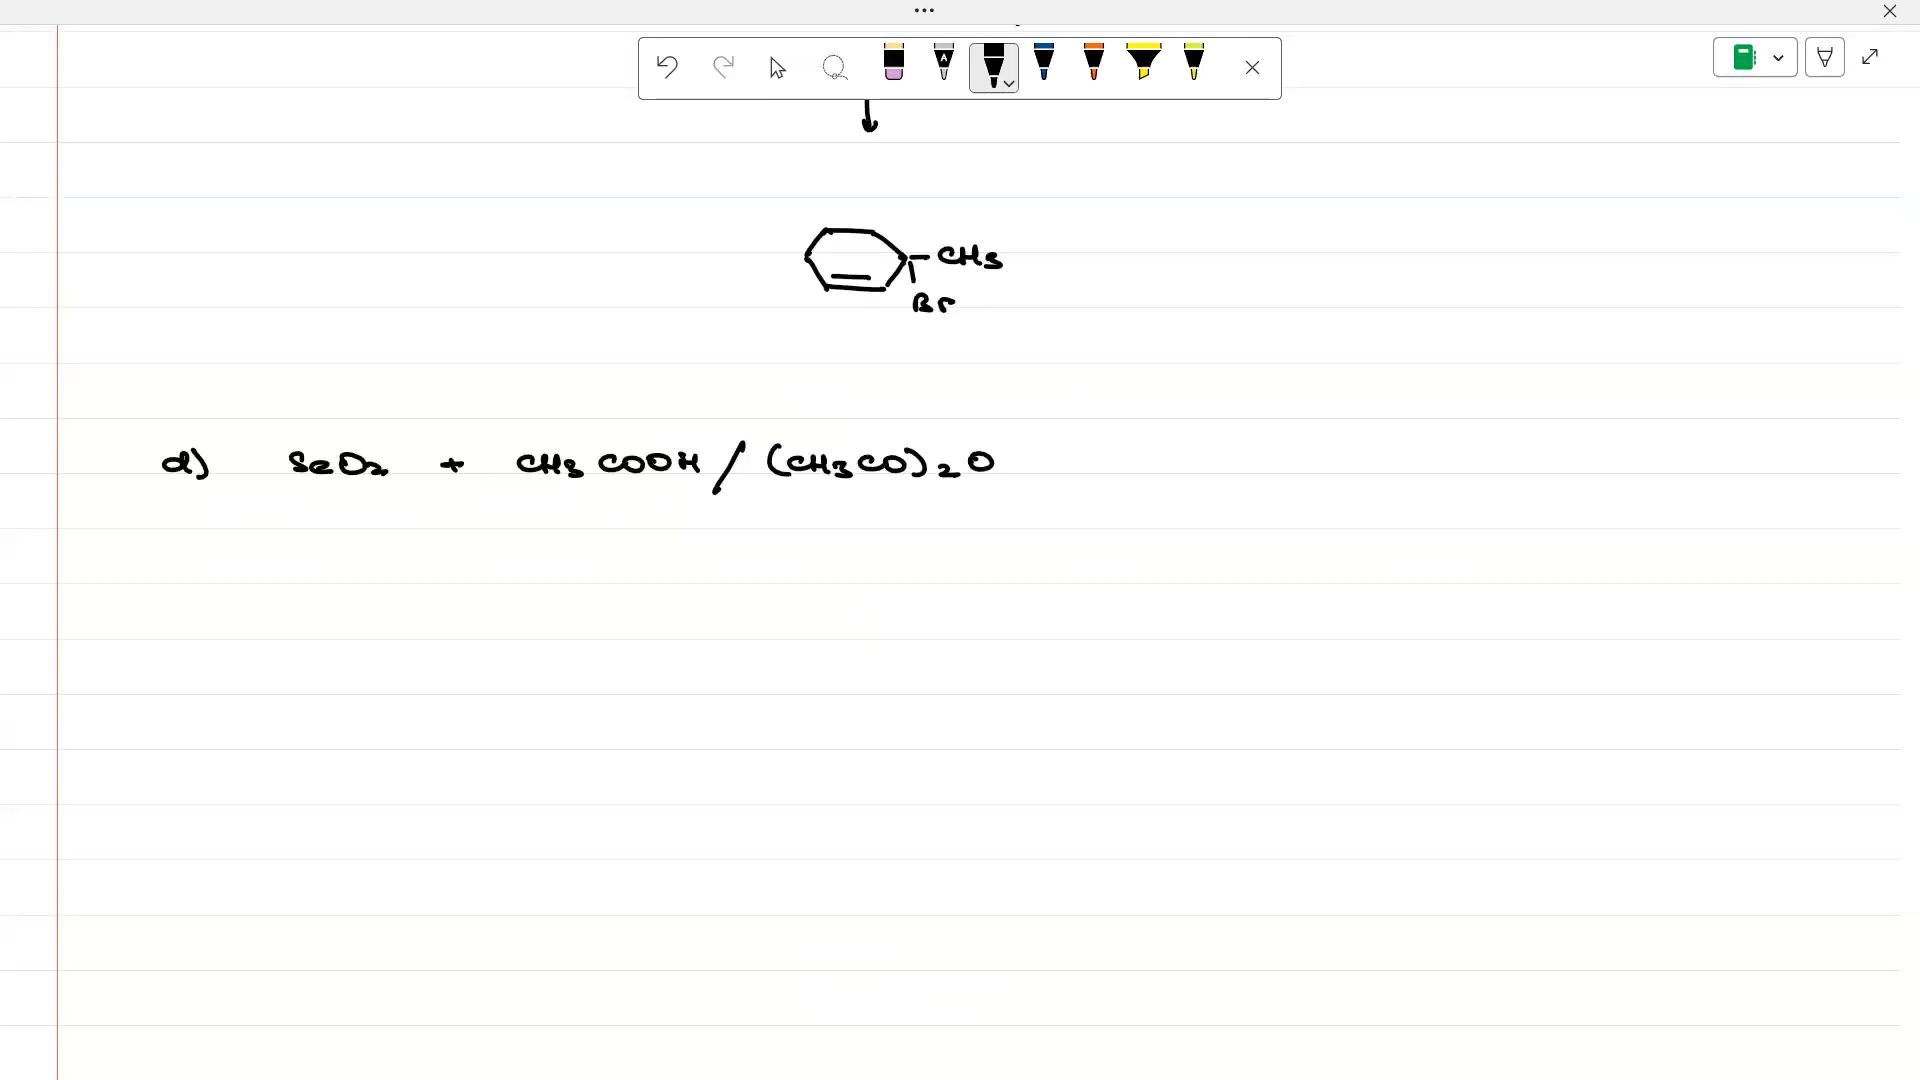 CH3
Br
d) SeO2 + CH3COOH / (CH3CO)2O